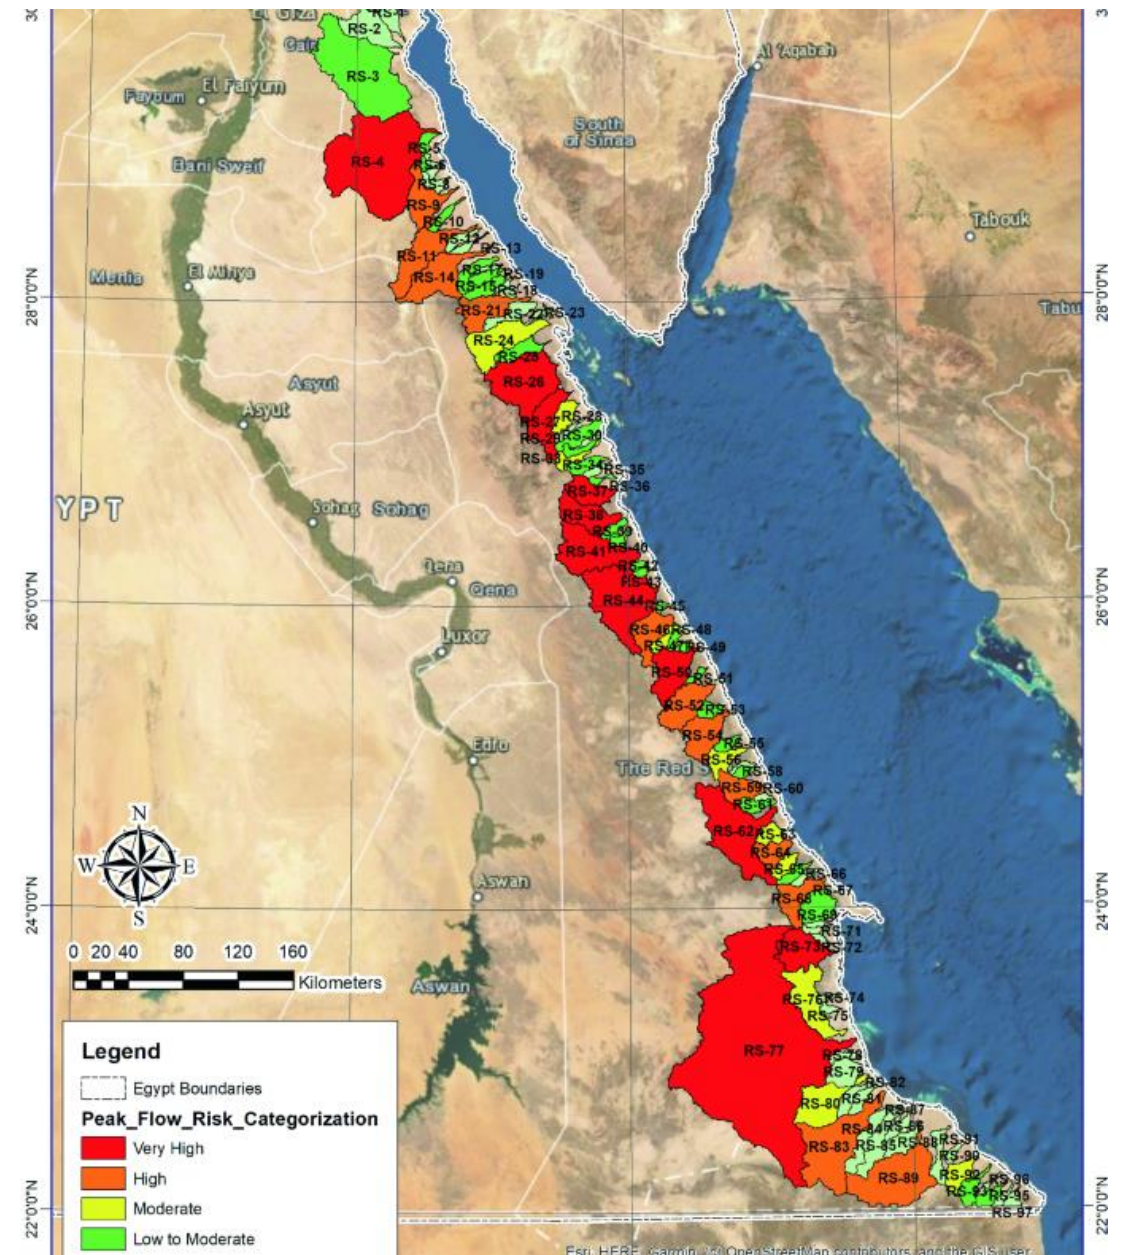 El Giza
RS-1
RS-2
RS-3
Al 'Aqabah
El Faiyum
Fayoum
South
of Sinaa
RS-4
RS-5
RS-6
RS-8
Bani Sweif
RS-9
RS-10
Tabouk
RS-12
RS-13
RS-11
RS-14
RS-17
RS-19
RS-15
RS-18
Menia
El Minya
28°0'0"N
28°0'0"N
Tabu
RS-21
RS-22
RS-23
RS-24
RS-25
RS-26
Asyut
Asyut
RS-27
RS-28
RS-29
RS-30
RS-33
RS-34
RS-35
RS-36
RS-37
YPT
Sohag
Sohag
RS-38
RS-39
RS-40
RS-41
RS-42
RS-43
Qena
Qena
RS-44
RS-45
26°0'0"N
26°0'0"N
RS-46
RS-48
RS-47
RS-49
Luxor
RS-50
RS-51
RS-52
RS-53
RS-54
RS-55
Edfo
RS-56
The Red S
RS-58
RS-59
RS-60
RS-61
RS-62
RS-63
RS-64
RS-65
RS-66
RS-67
RS-68
RS-69
Aswan
24°0'0"N
24°0'0"N
RS-71
RS-73
RS-72
N
W
E
S
0 20 40 80 120 160
Kilometers
Aswan
RS-76
RS-74
RS-75
RS-77
RS-78
RS-79
RS-82
RS-80
RS-81
RS-87
RS-84
RS-86
RS-83
RS-85
RS-88
RS-91
RS-90
RS-89
RS-92
RS-93
RS-96
RS-95
RS-97
22°0'0"N
22°0'0"N
Legend
Egypt Boundaries
Peak_Flow_Risk_Categorization
Very High
High
Moderate
Low to Moderate